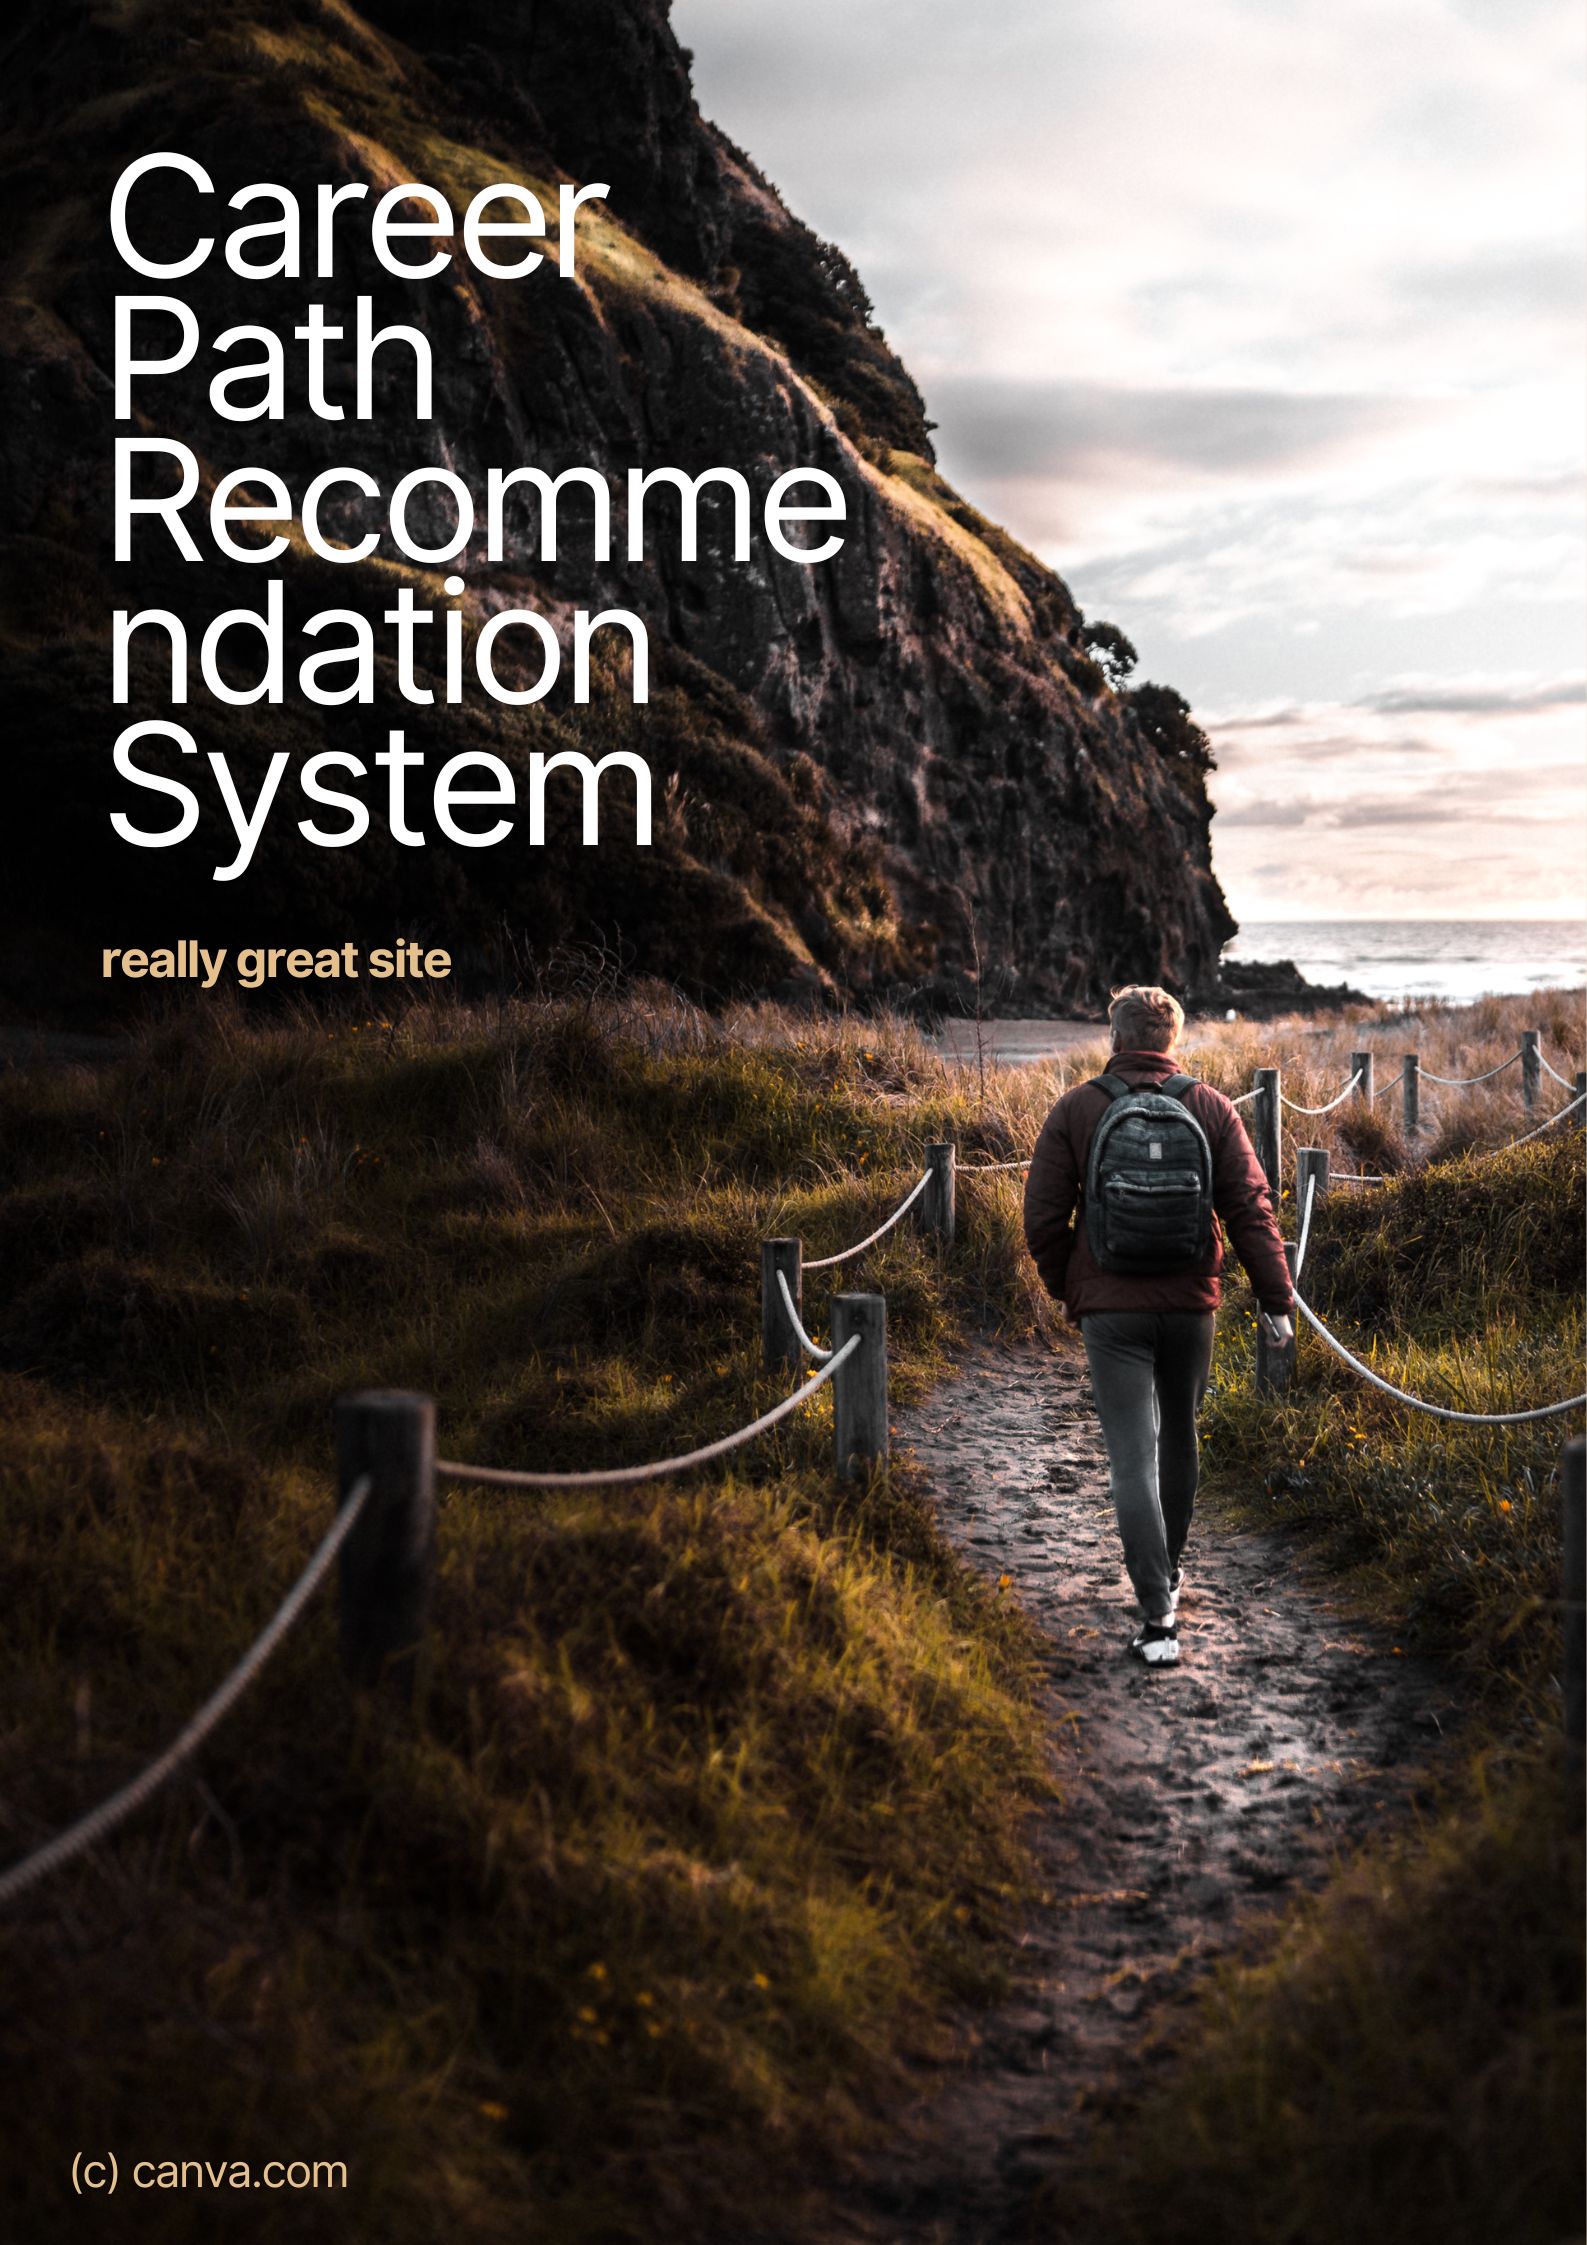 Career
Path
Recomme
ndation
System
really great site
(c) canva.com